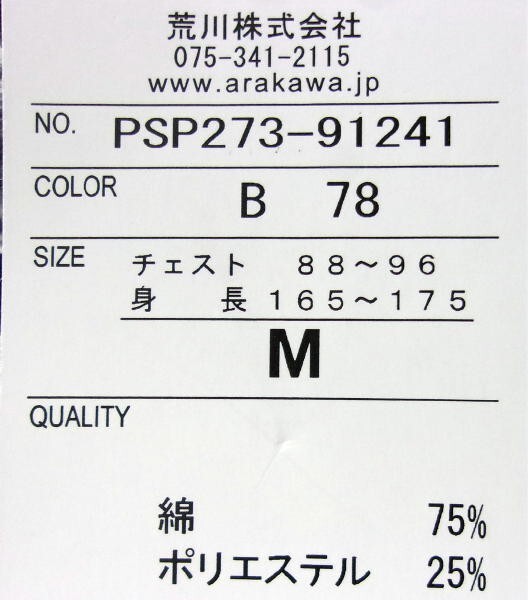 荒川株式会社
075-341-2115
www.arakawa.jp
NO. PSP273-91241
COLOR B 78
SIZE チェスト 88～96
身長 165～175
M
QUALITY
綿 75%
ポリエステル 25%